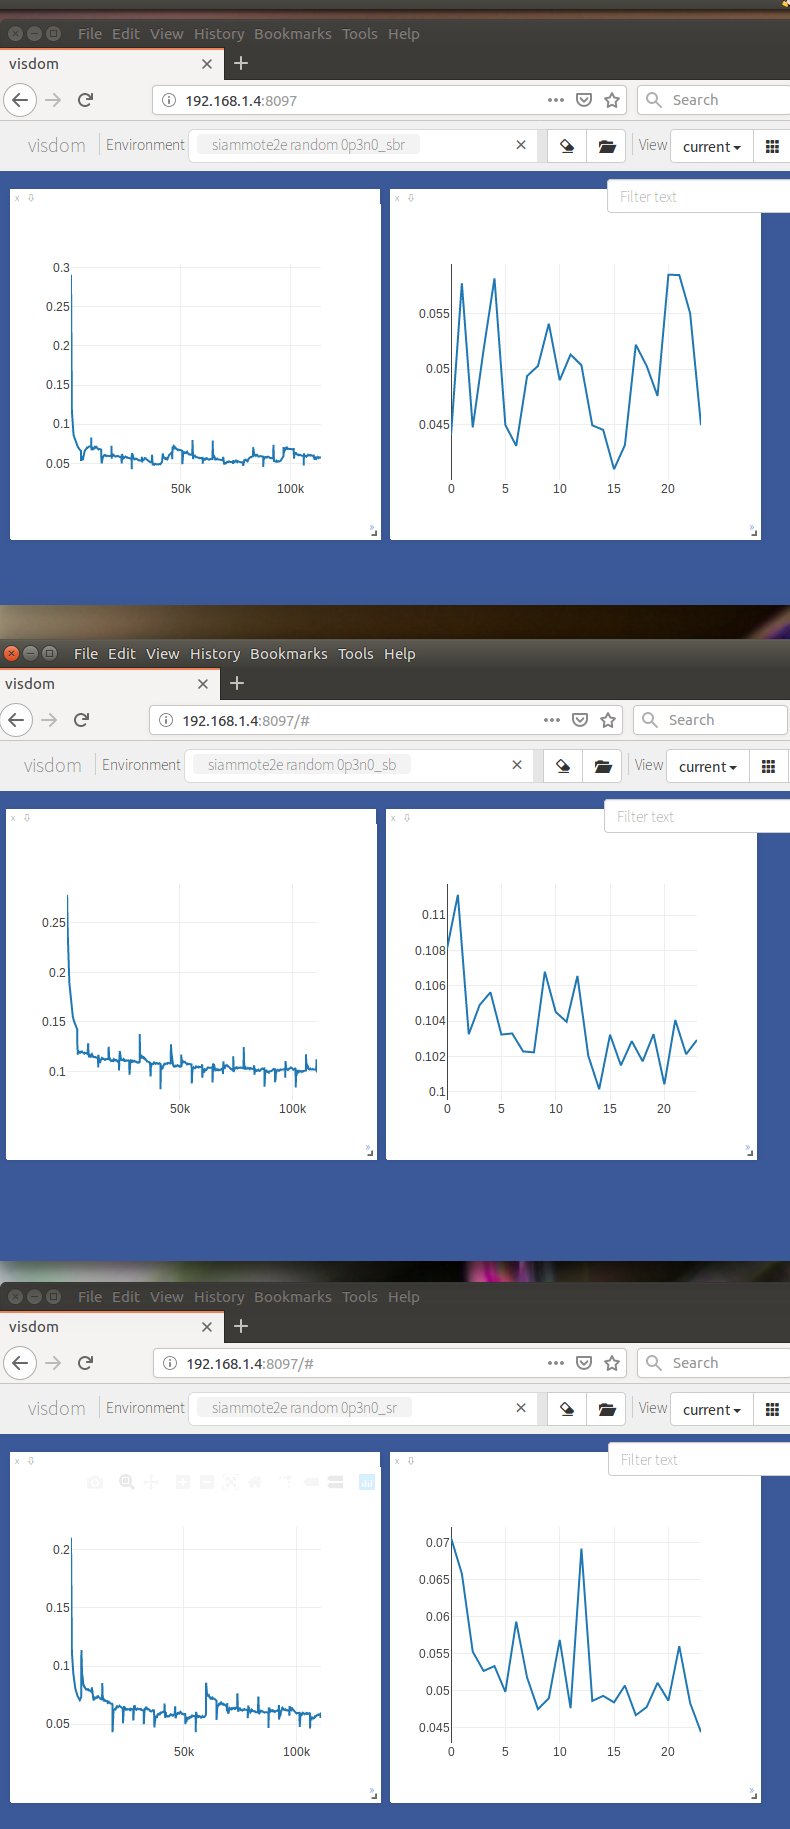 File Edit View History Bookmarks Tools Help
visdom
192.168.1.4:8097
Search
visdom Environment siammote2e random 0p3n0_sbr View current
Filter text
x
x
0.3
0.25
0.2
0.15
0.1
0.05
50k 100k
0.055
0.05
0.045
0 5 10 15 20
File Edit View History Bookmarks Tools Help
visdom
192.168.1.4:8097/#
Search
visdom Environment siammote2e random 0p3n0_sb View current
Filter text
x
x
0.25
0.2
0.15
0.1
50k 100k
0.11
0.108
0.106
0.104
0.102
0.1
0 5 10 15 20
File Edit View History Bookmarks Tools Help
visdom
192.168.1.4:8097/#
Search
visdom Environment siammote2e random 0p3n0_sr View current
Filter text
x
x
0.2
0.15
0.1
0.05
50k 100k
0.07
0.065
0.06
0.055
0.05
0.045
0 5 10 15 20